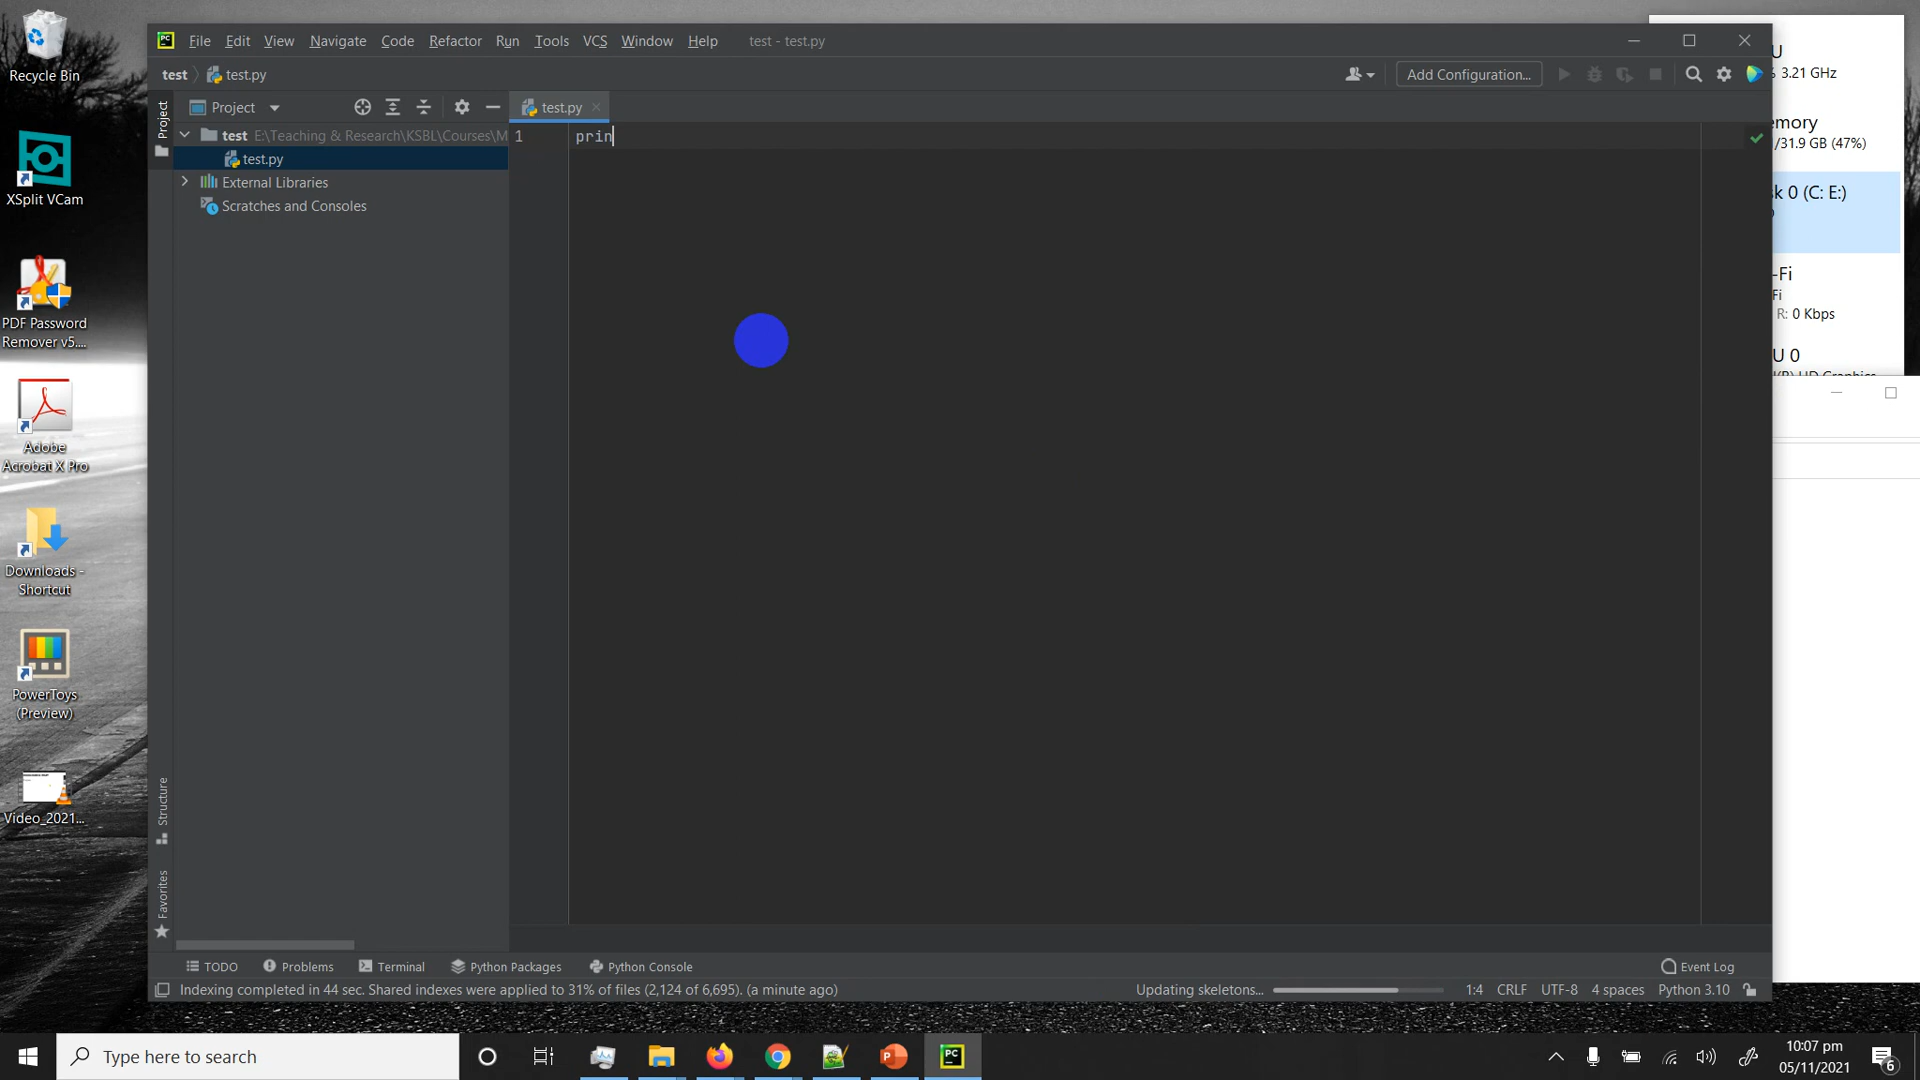 Recycle Bin
XSplit VCam
PDF Password
Remover v5....
Adobe
Acrobat X Pro
Downloads -
Shortcut
PowerToys
(Preview)
Video_2021...
PC
File Edit View Navigate Code Refactor Run Tools VCS Window Help test - test.py
test test.py Add Configuration...
Project
Project test.py
test E:\Teaching & Research\KSBL\Courses\M
test.py
External Libraries
Scratches and Consoles
1 prin
Structure
Favorites
TODO Problems Terminal Python Packages Python Console Event Log
Indexing completed in 44 sec. Shared indexes were applied to 31% of files (2,124 of 6,695). (a minute ago) Updating skeletons... 1:4 CRLF UTF-8 4 spaces Python 3.10
U
% 3.21 GHz
emory
/31.9 GB (47%)
sk 0 (C: E:)
-Fi
Fi
R: 0 Kbps
U 0
HD Graphics
Type here to search
P
PC
10:07 pm
05/11/2021
6